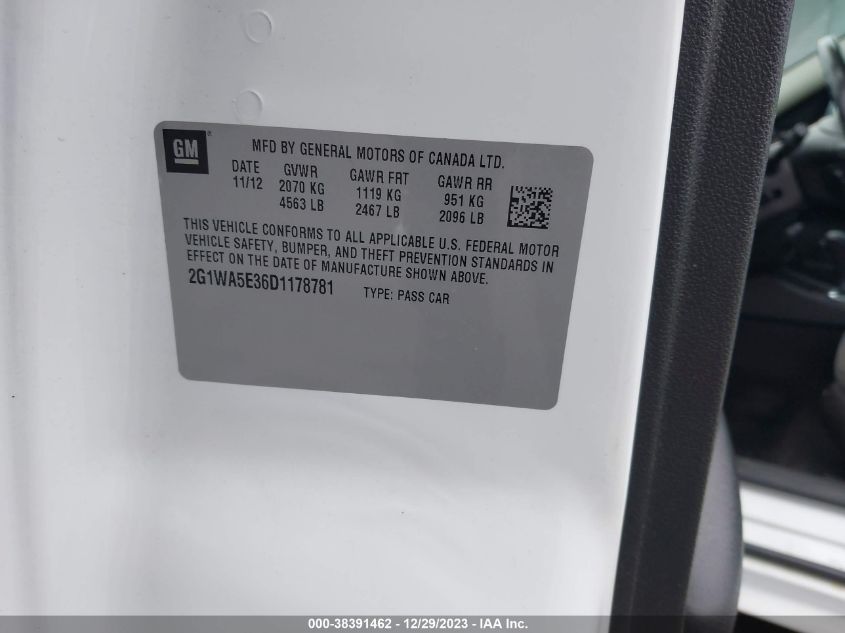 GM
MFD BY GENERAL MOTORS OF CANADA LTD.
DATE GVWR GAWR FRT GAWR RR
11/12 2070 KG 1119 KG 951 KG
4563 LB 2467 LB 2096 LB
THIS VEHICLE CONFORMS TO ALL APPLICABLE U.S. FEDERAL MOTOR
VEHICLE SAFETY, BUMPER, AND THEFT PREVENTION STANDARDS IN
EFFECT ON THE DATE OF MANUFACTURE SHOWN ABOVE.
2G1WA5E36D1178781 TYPE: PASS CAR
000-38391462 - 12/29/2023 - IAA Inc.